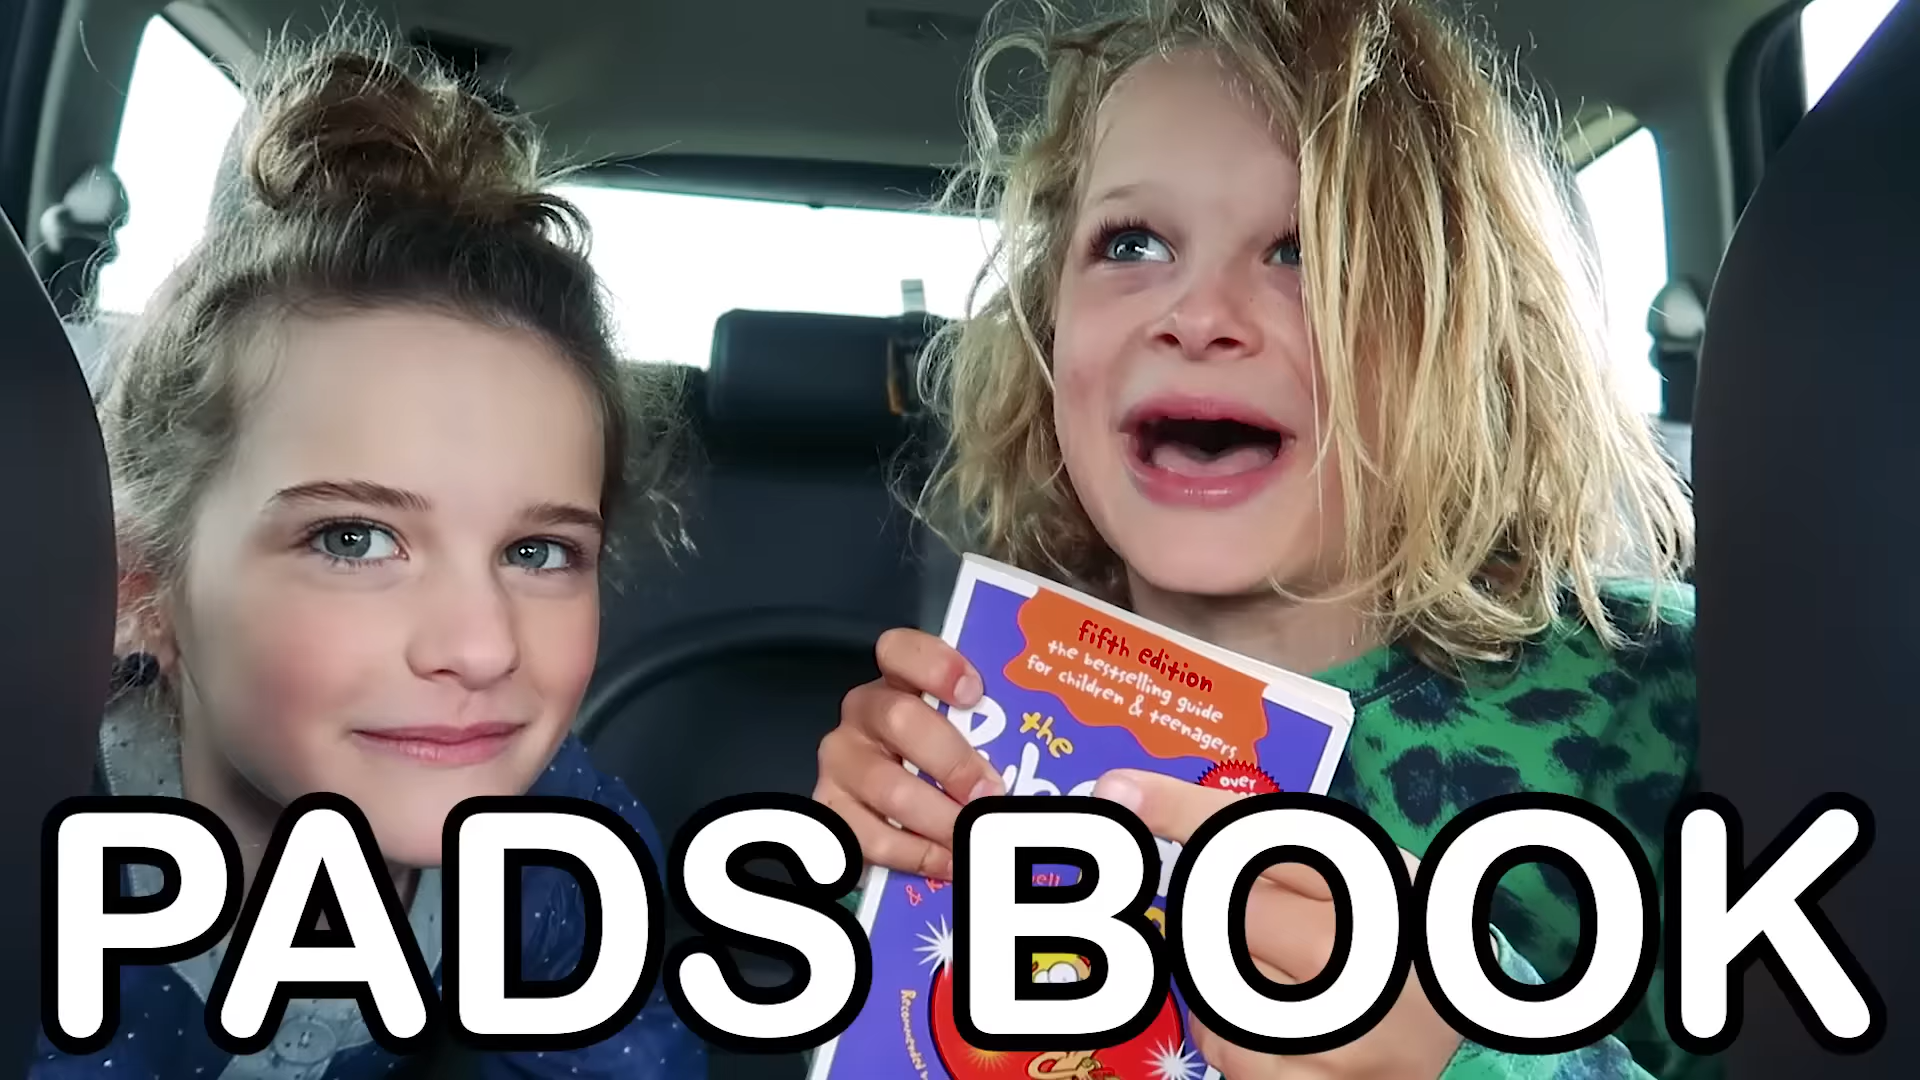 fifth edition
the bestselling guide
for children & teenagers
the
over
PADS BOOK